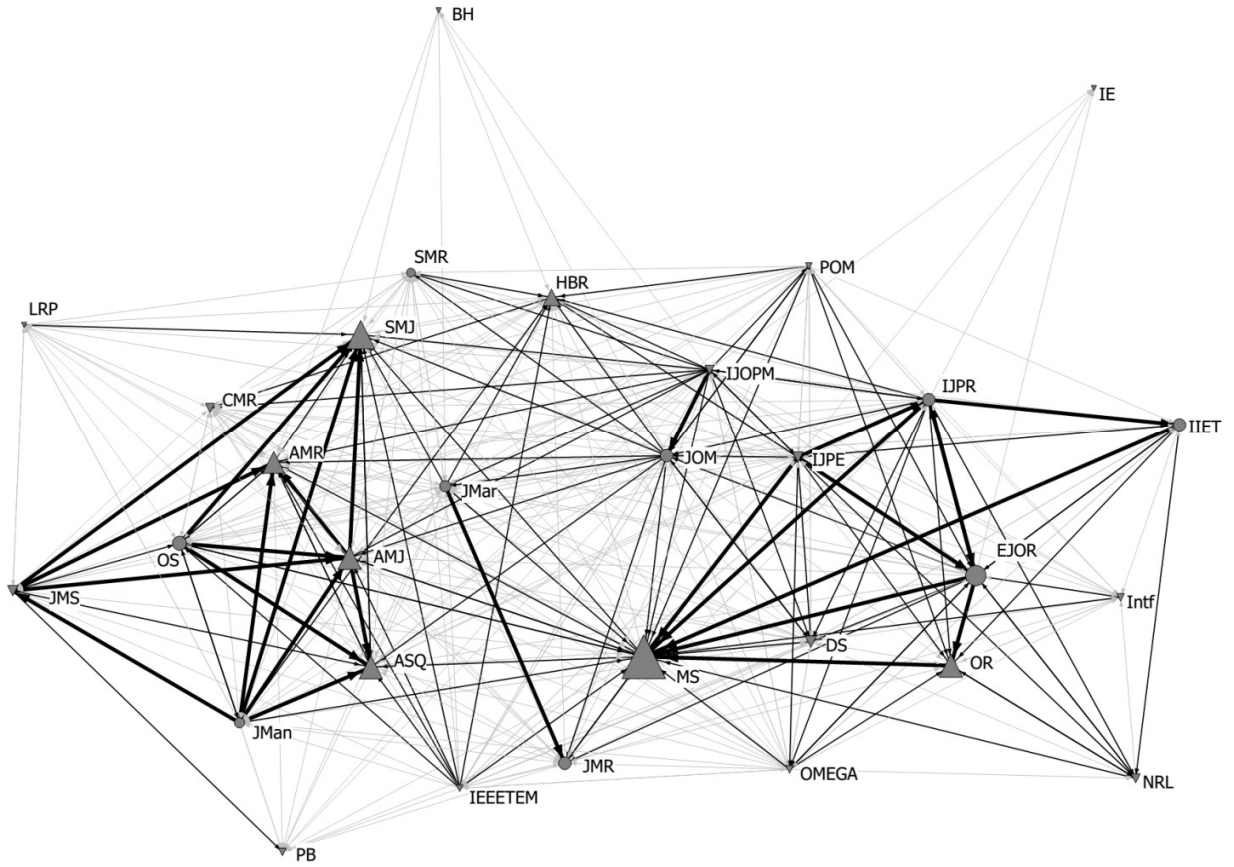 BH
IE
SMR
POM
HBR
LRP
SMJ
IJOPM
IJPR
CMR
IIET
AMR
JOM
IJPE
JMar
OS
AMJ
EJOR
JMS
Intf
DS
ASQ
OR
MS
JMan
JMR
OMEGA
NRL
IEEETEM
PB